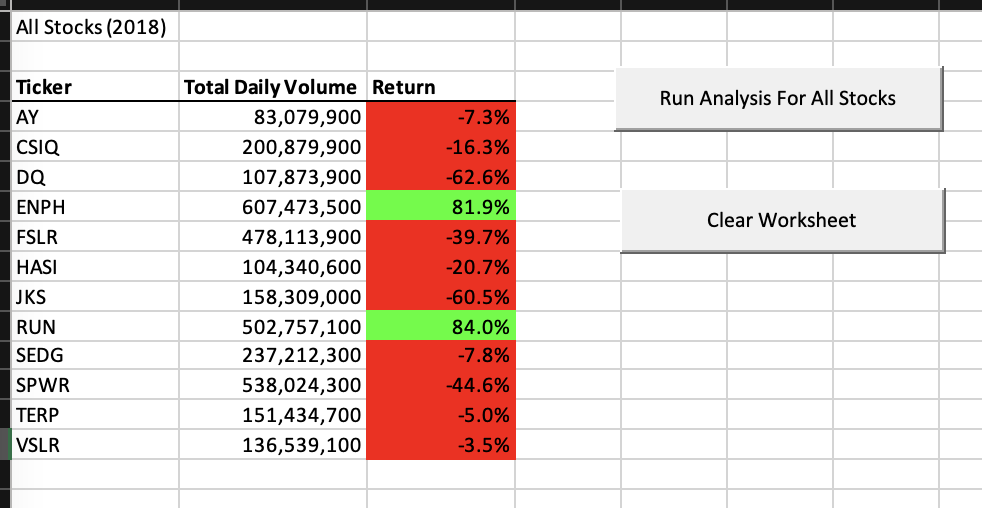 All Stocks (2018)
Ticker Total Daily Volume Return
AY 83,079,900 -7.3%
CSIQ 200,879,900 -16.3%
DQ 107,873,900 -62.6%
ENPH 607,473,500 81.9%
FSLR 478,113,900 -39.7%
HASI 104,340,600 -20.7%
JKS 158,309,000 -60.5%
RUN 502,757,100 84.0%
SEDG 237,212,300 -7.8%
SPWR 538,024,300 -44.6%
TERP 151,434,700 -5.0%
VSLR 136,539,100 -3.5%
Run Analysis For All Stocks
Clear Worksheet